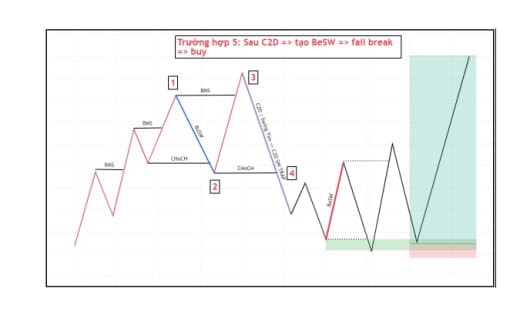 Trường hợp 5: Sau C2D => tạo BeSW => fail break
=> buy
1
3
BMS
BMS
BeSW
CHoCH
BMS
CHoCH
4
2
BeSW